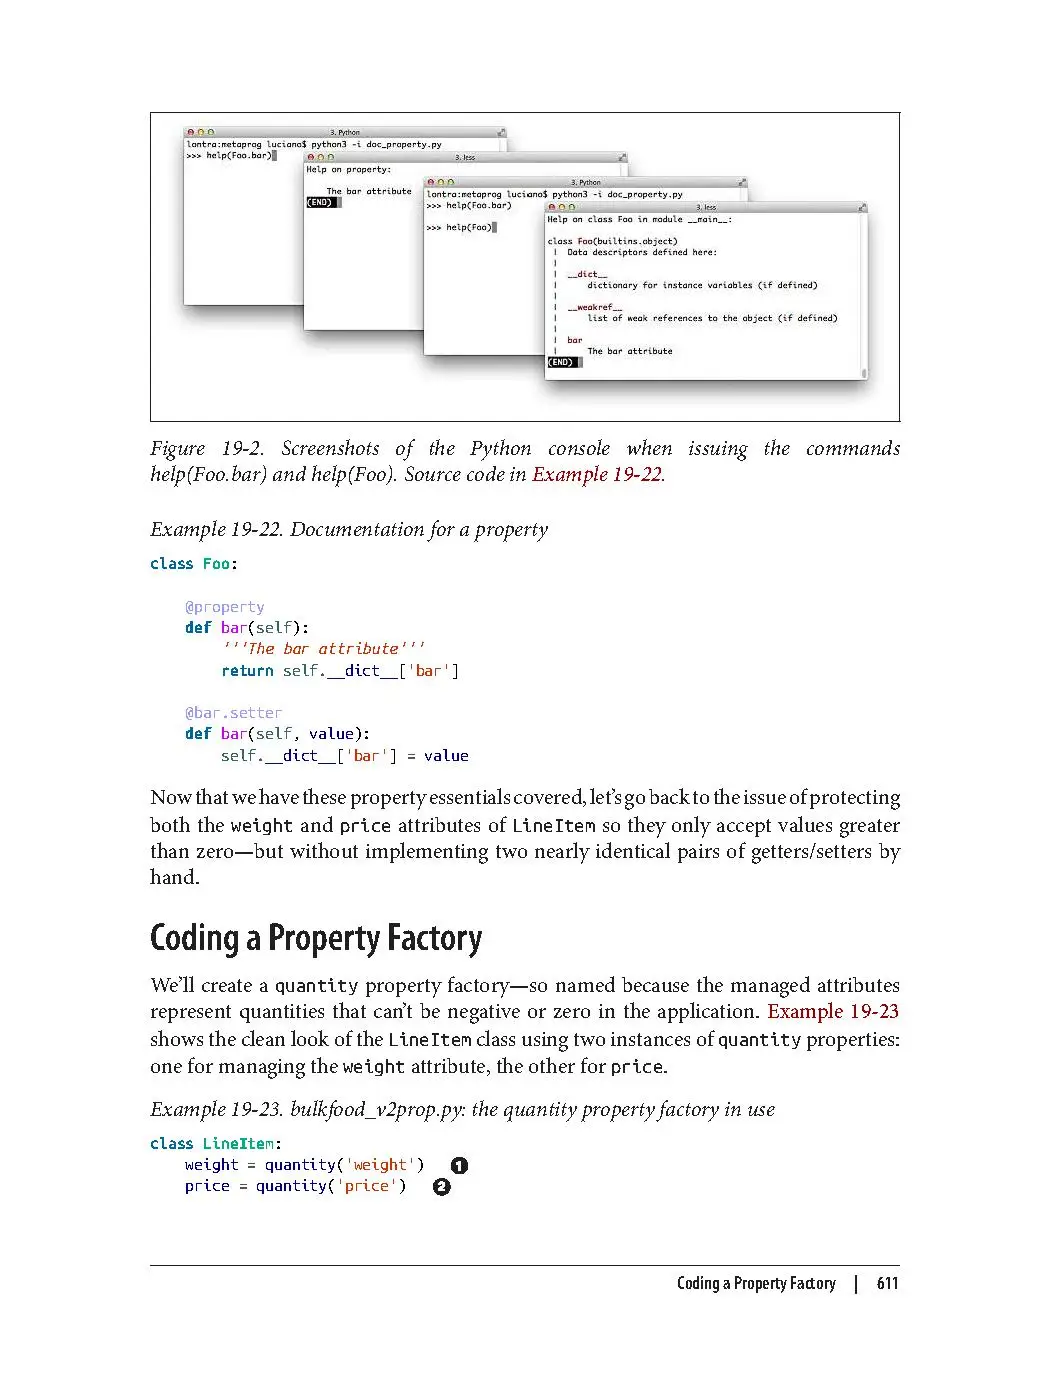 3. Python
lontra:metaprog luciano$ python3 -i doc_property.py
>>> help(Foo.bar)
3. less
Help on property:
The bar attribute
(END)
3. Python
lontra:metaprog luciano$ python3 -i doc_property.py
>>> help(Foo.bar)
>>> help(Foo)
3. less
Help on class Foo in module __main__:
class Foo(builtins.object)
 |  Data descriptors defined here:
 |
 |  __dict__
 |      dictionary for instance variables (if defined)
 |
 |  __weakref__
 |      list of weak references to the object (if defined)
 |
 |  bar
 |      The bar attribute
(END)
Figure 19-2. Screenshots of the Python console when issuing the commands
help(Foo.bar) and help(Foo). Source code in Example 19-22.
Example 19-22. Documentation for a property
class Foo:
    @property
    def bar(self):
        '''The bar attribute'''
        return self.__dict__['bar']
    @bar.setter
    def bar(self, value):
        self.__dict__['bar'] = value
Now that we have these property essentials covered, let’s go back to the issue of protecting
both the weight and price attributes of LineItem so they only accept values greater
than zero—but without implementing two nearly identical pairs of getters/setters by
hand.
Coding a Property Factory
We’ll create a quantity property factory—so named because the managed attributes
represent quantities that can’t be negative or zero in the application. Example 19-23
shows the clean look of the LineItem class using two instances of quantity properties:
one for managing the weight attribute, the other for price.
Example 19-23. bulkfood_v2prop.py: the quantity property factory in use
class LineItem:
    weight = quantity('weight') ❶
    price = quantity('price') ❷
Coding a Property Factory | 611